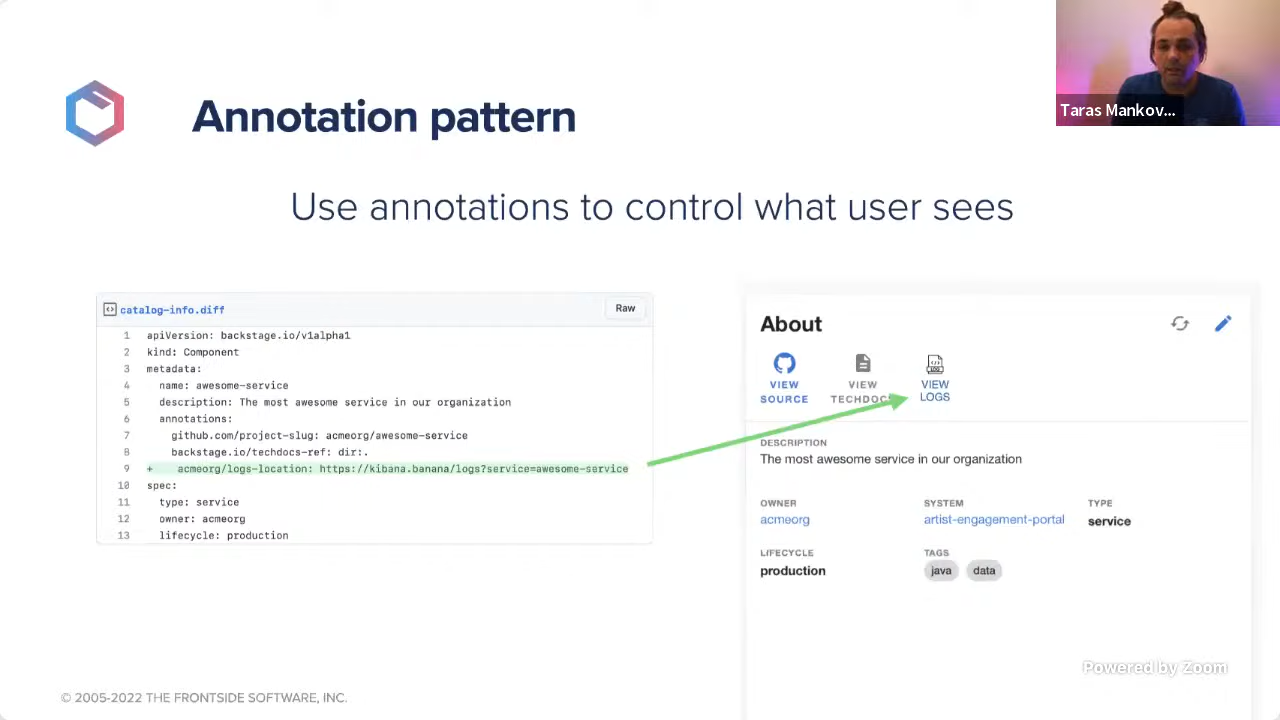 Annotation pattern
Taras Mankov...
Use annotations to control what user sees
catalog-info.diff
Raw
1 apiVersion: backstage.io/v1alpha1
2 kind: Component
3 metadata:
4 name: awesome-service
5 description: The most awesome service in our organization
6 annotations:
7 github.com/project-slug: acmeorg/awesome-service
8 backstage.io/techdocs-ref: dir:.
9 + acmeorg/logs-location: https://kibana.banana/logs?service=awesome-service
10 spec:
11 type: service
12 owner: acmeorg
13 lifecycle: production
About
VIEW SOURCE
VIEW TECHDOCS
VIEW LOGS
DESCRIPTION
The most awesome service in our organization
OWNER SYSTEM TYPE
acmeorg artist-engagement-portal service
LIFECYCLE TAGS
production java data
Powered by Zoom
© 2005-2022 THE FRONTSIDE SOFTWARE, INC.